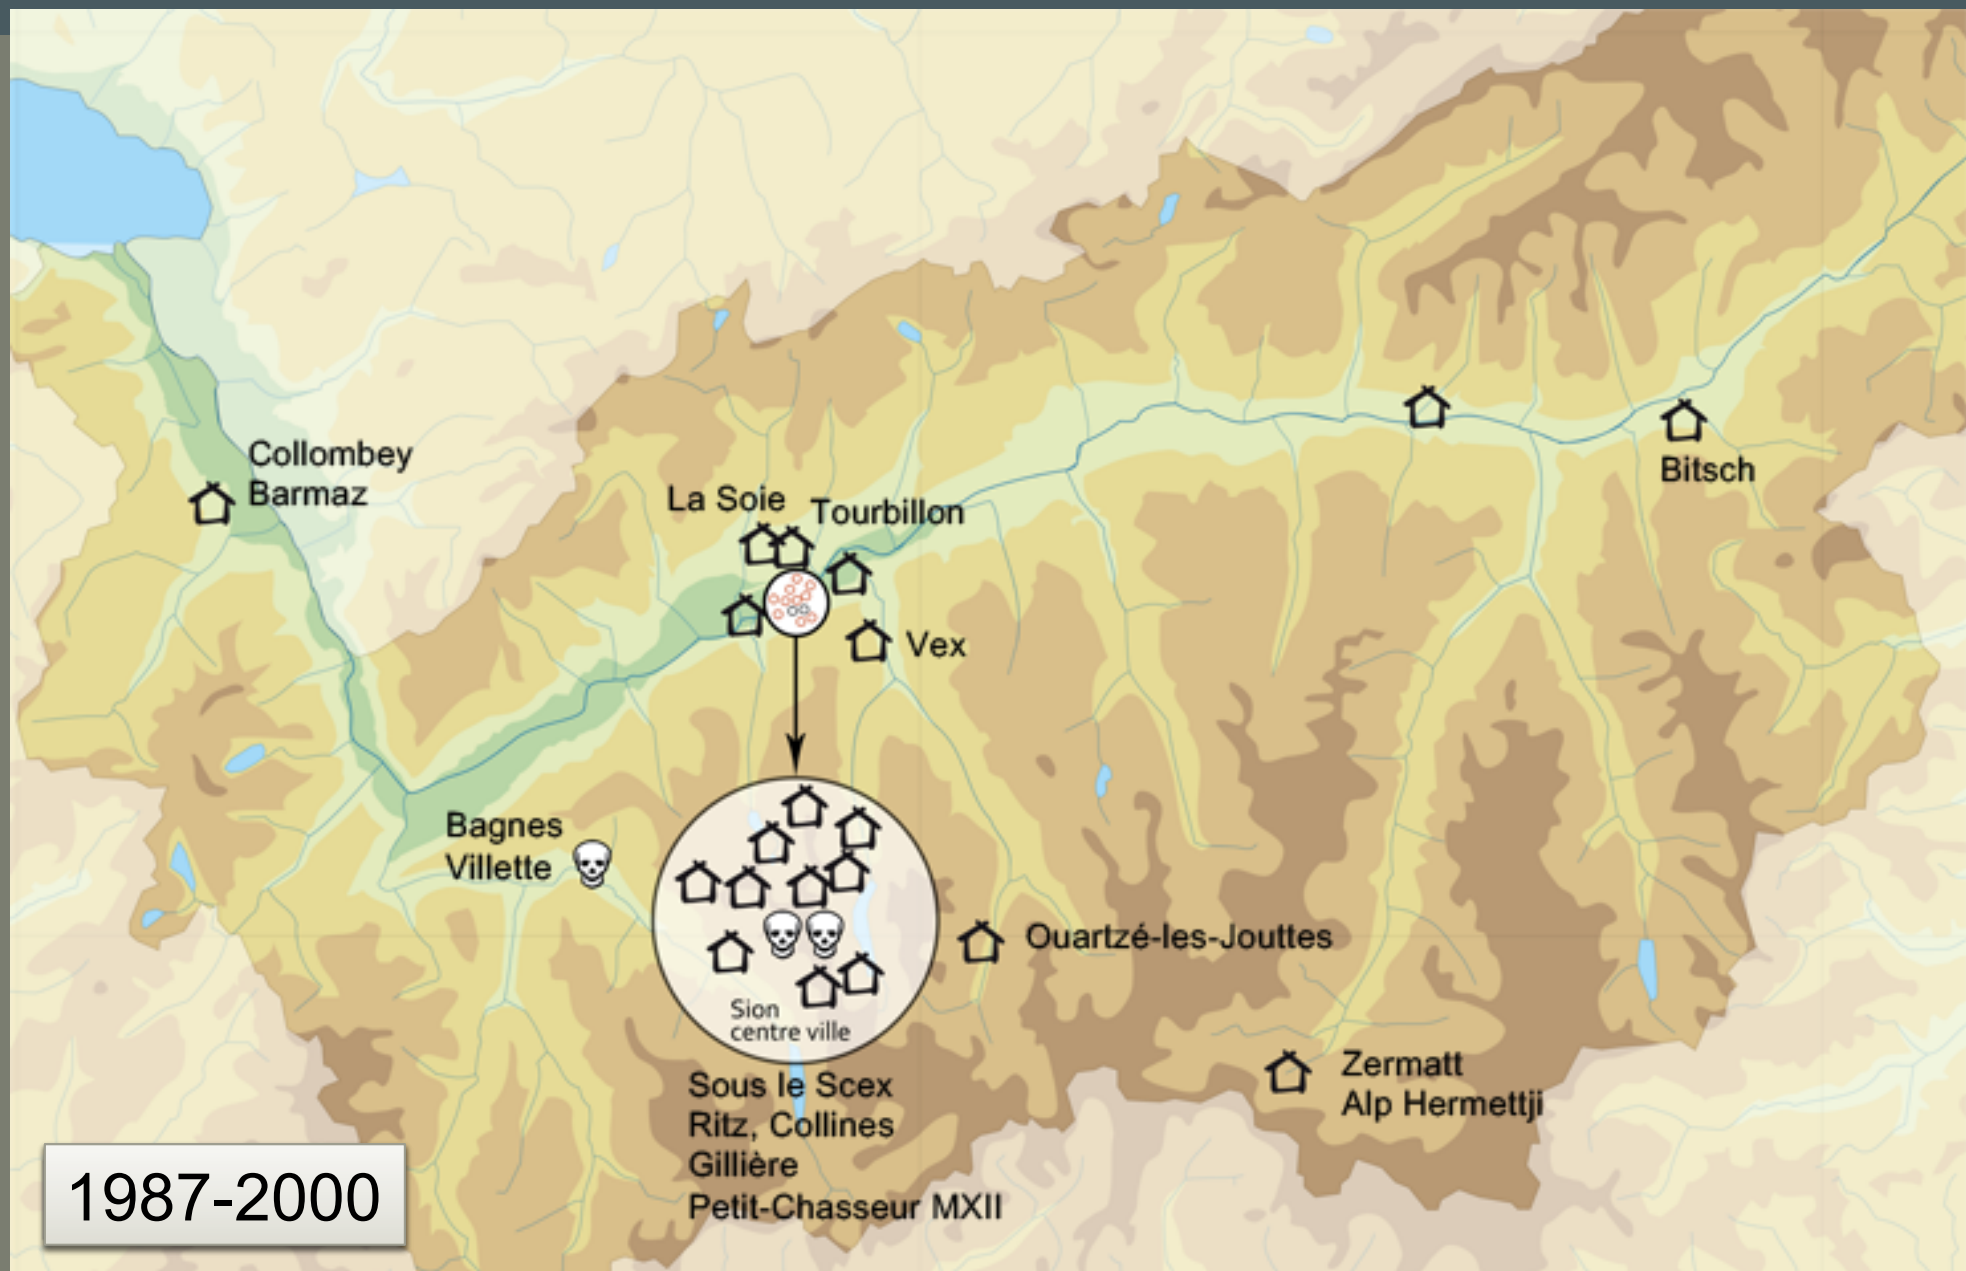 Collombey
Barmaz
La Soie
Tourbillon
Bitsch
Vex
Bagnes
Villette
Ouartzé-les-Jouttes
Sion
centre ville
Zermatt
Alp Hermettji
Sous le Scex
Ritz, Collines
Gillière
Petit-Chasseur MXII
1987-2000